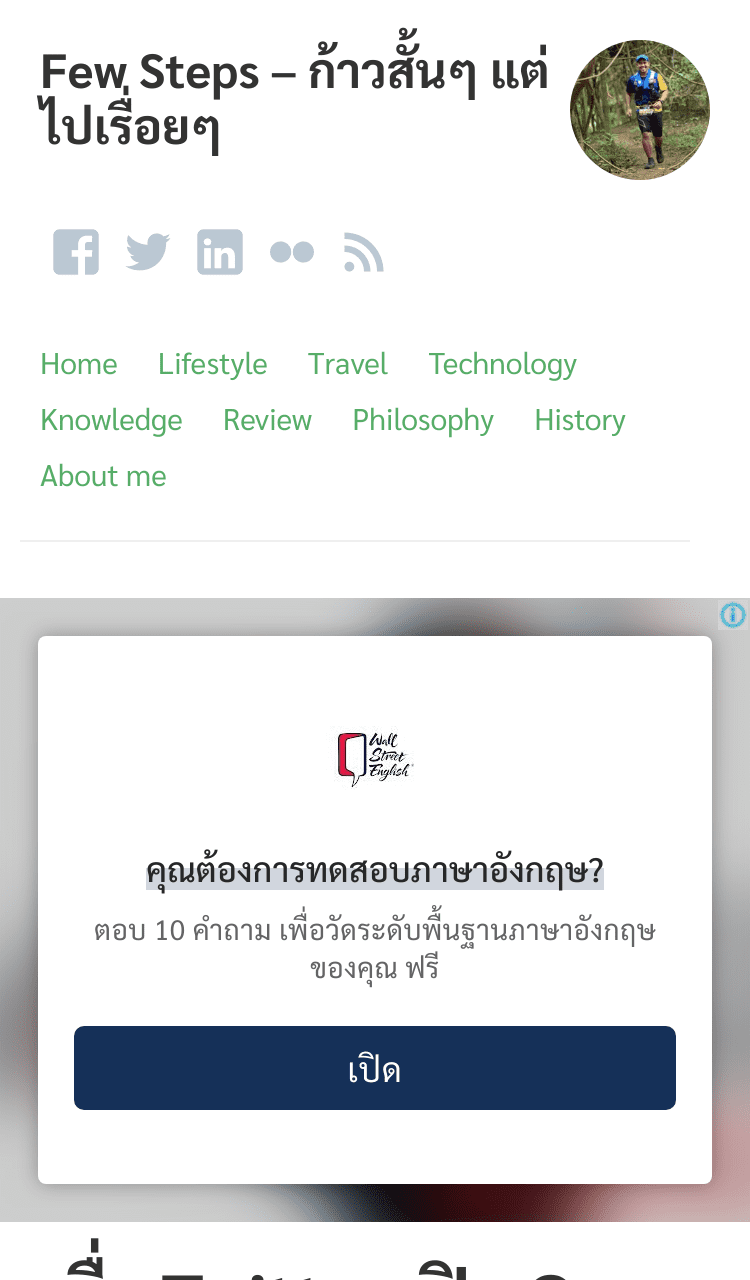 Few Steps – ก้าวสั้นๆ แต่
ไปเรื่อยๆ
Home Lifestyle Travel Technology
Knowledge Review Philosophy History
About me
Wall
Street
English
คุณต้องการทดสอบภาษาอังกฤษ?
ตอบ 10 คำถาม เพื่อวัดระดับพื้นฐานภาษาอังกฤษ
ของคุณ ฟรี
เปิด